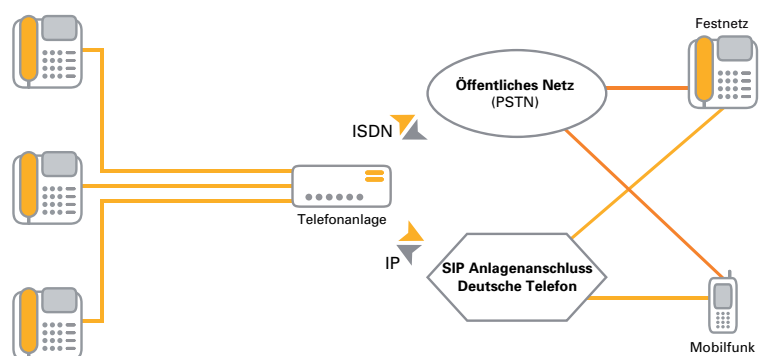 Festnetz
Öffentliches Netz
(PSTN)
ISDN
Telefonanlage
IP
SIP Anlagenanschluss
Deutsche Telefon
Mobilfunk